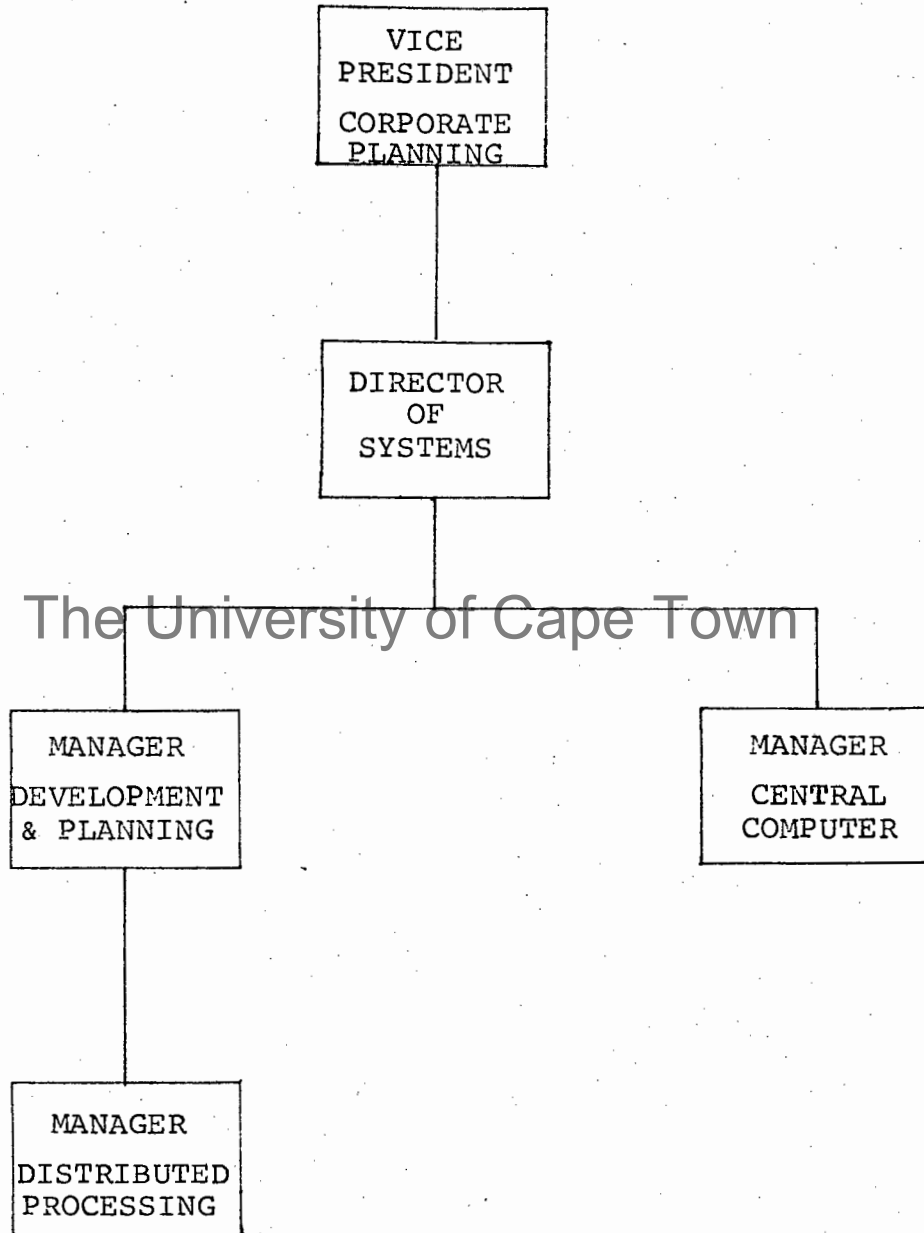 VICE
PRESIDENT
CORPORATE
PLANNING
DIRECTOR
OF
SYSTEMS
The University of Cape Town
MANAGER
DEVELOPMENT
& PLANNING
MANAGER
CENTRAL
COMPUTER
MANAGER
DISTRIBUTED
PROCESSING